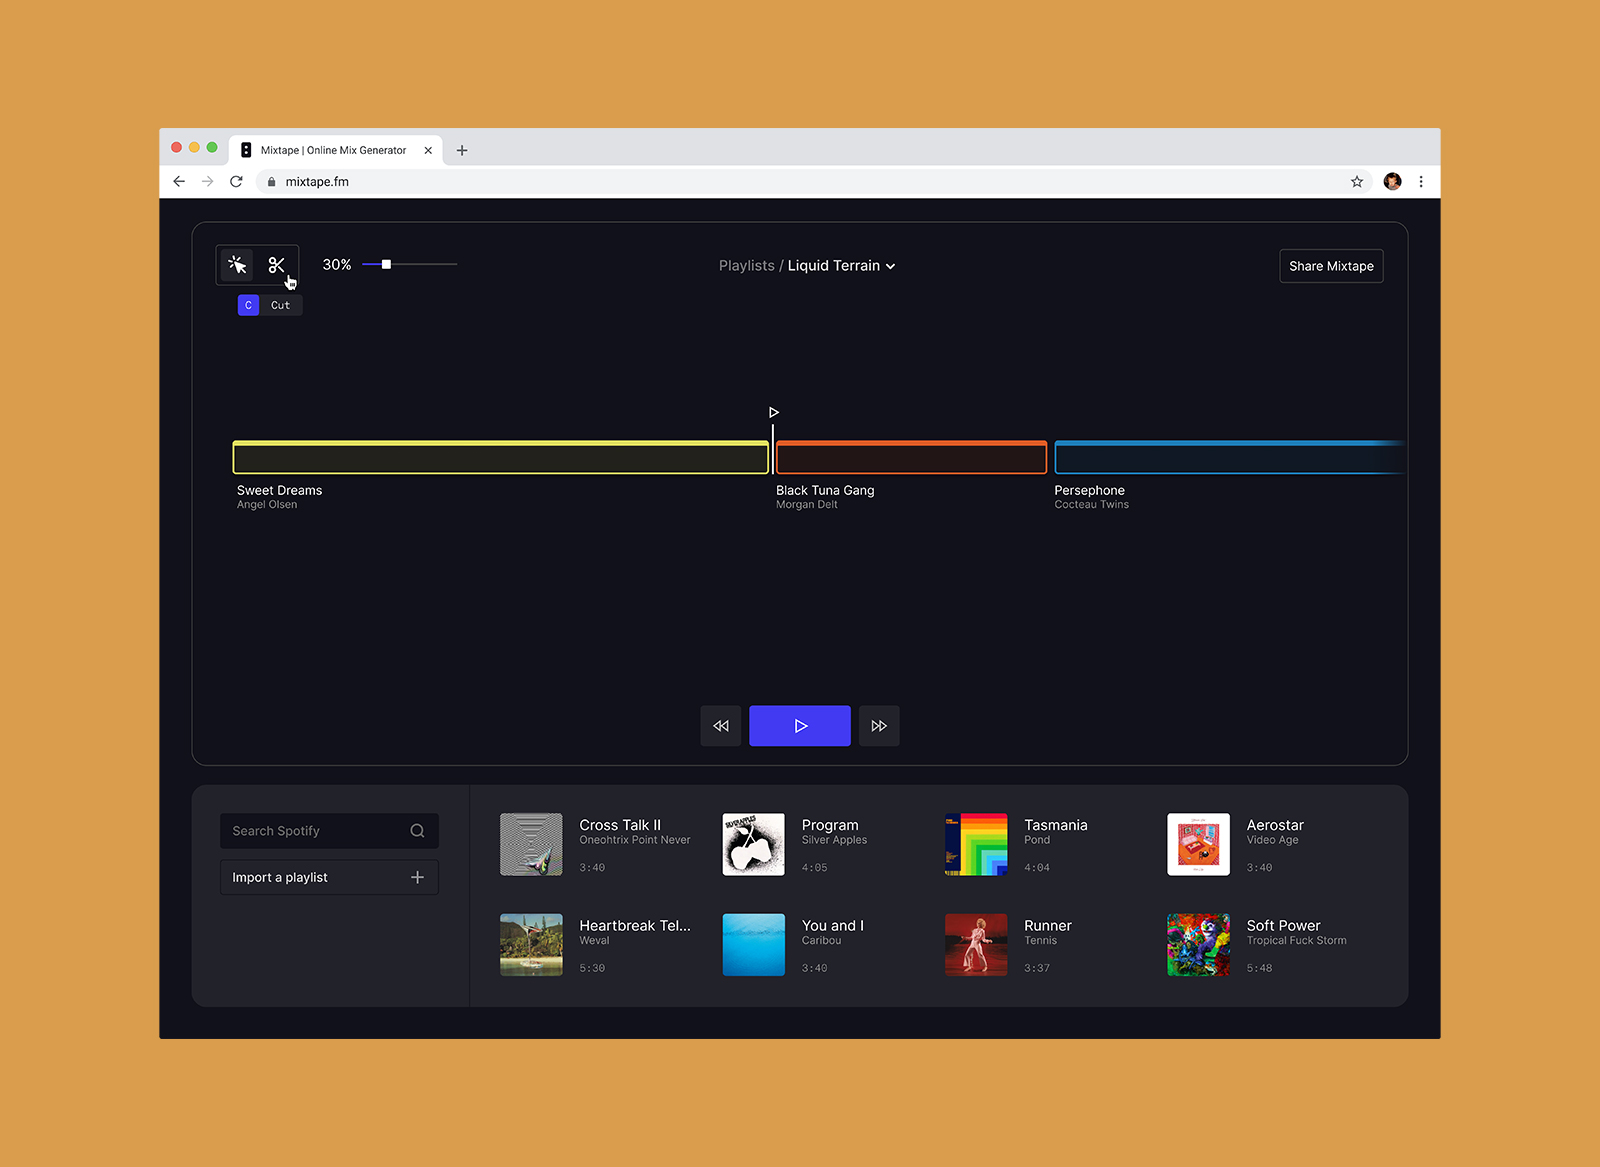 Mixtape | Online Mix Generator
mixtape.fm
30%
Playlists / Liquid Terrain
Share Mixtape
C Cut
Sweet Dreams
Angel Olsen
Black Tuna Gang
Morgan Delt
Persephone
Cocteau Twins
Search Spotify
Import a playlist
Cross Talk II
Oneohtrix Point Never
3:40
Program
Silver Apples
4:05
Tasmania
Pond
4:04
Aerostar
Video Age
3:40
Heartbreak Tel...
Weval
5:30
You and I
Caribou
3:40
Runner
Tennis
3:37
Soft Power
Tropical Fuck Storm
5:48